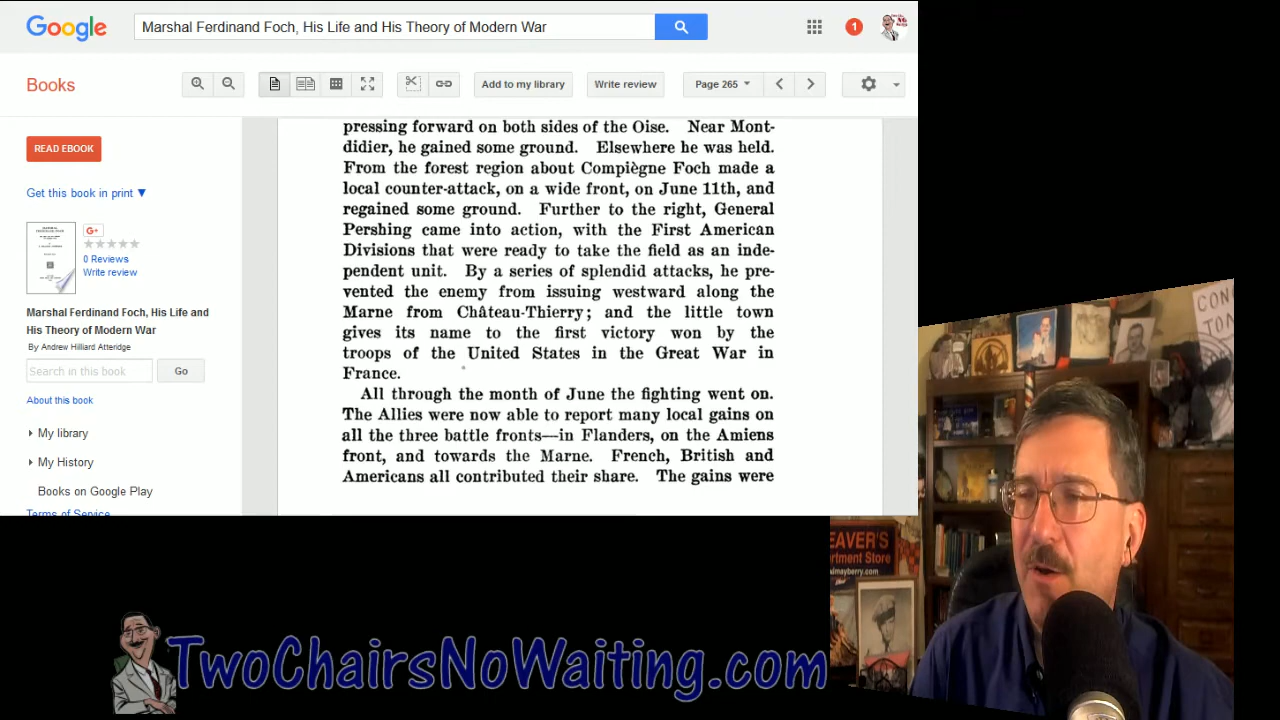 Google
Marshal Ferdinand Foch, His Life and His Theory of Modern War
1
Books
Add to my library
Write review
Page 265
READ EBOOK
Get this book in print ▼
G+
0 Reviews
Write review
Marshal Ferdinand Foch, His Life and
His Theory of Modern War
By Andrew Hilliard Atteridge
Search in this book
Go
About this book
My library
My History
Books on Google Play
Terms of Service
pressing forward on both sides of the Oise. Near Mont-
didier, he gained some ground. Elsewhere he was held.
From the forest region about Compiègne Foch made a
local counter-attack, on a wide front, on June 11th, and
regained some ground. Further to the right, General
Pershing came into action, with the First American
Divisions that were ready to take the field as an inde-
pendent unit. By a series of splendid attacks, he pre-
vented the enemy from issuing westward along the
Marne from Château-Thierry; and the little town
gives its name to the first victory won by the
troops of the United States in the Great War in
France.
All through the month of June the fighting went on.
The Allies were now able to report many local gains on
all the three battle fronts—in Flanders, on the Amiens
front, and towards the Marne. French, British and
Americans all contributed their share. The gains were
CON
EAVER'S
artment Store
almayberry.com
TwoChairsNoWaiting.com